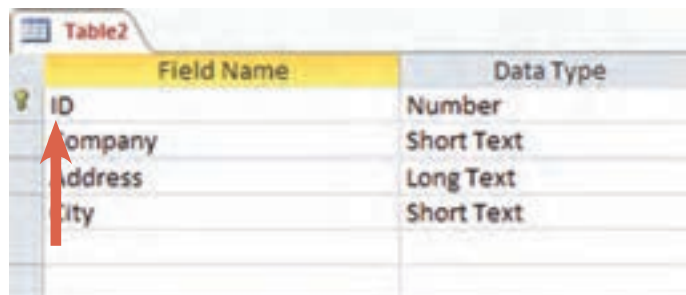 Table2
Field Name Data Type
ID Number
Company Short Text
Address Long Text
City Short Text